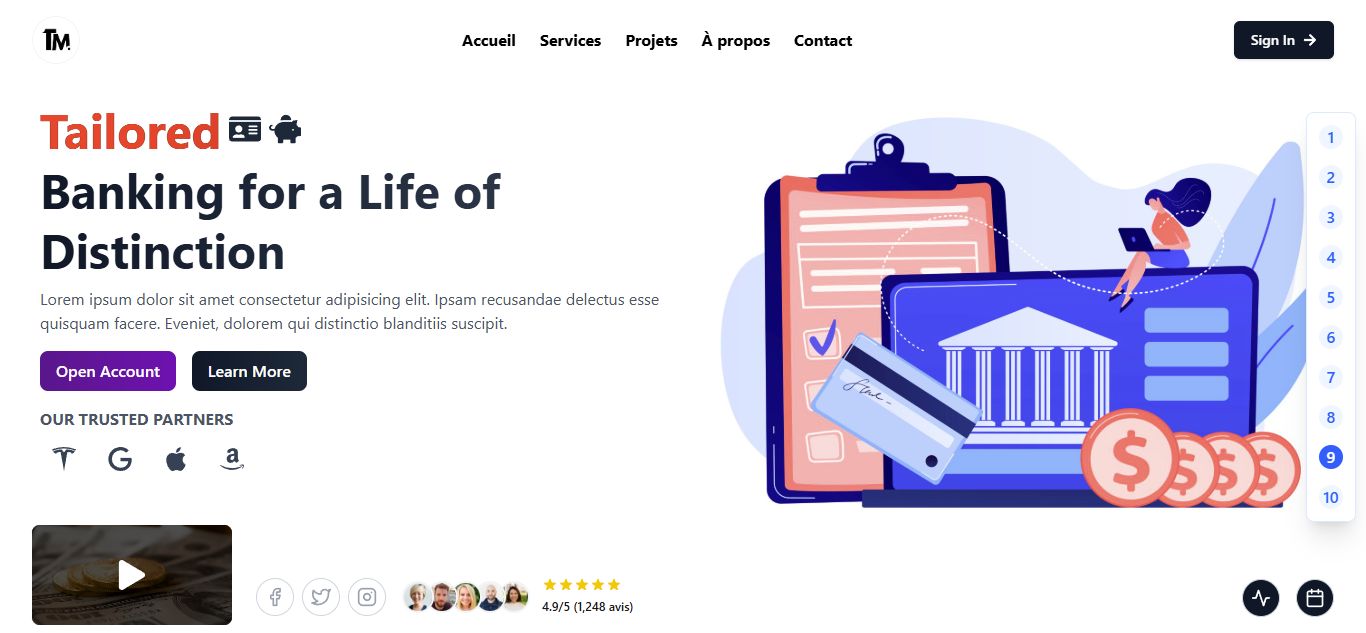 TM
Accueil Services Projets À propos Contact
Sign In
Tailored
Banking for a Life of
Distinction
Lorem ipsum dolor sit amet consectetur adipisicing elit. Ipsam recusandae delectus esse
quisquam facere. Eveniet, dolorem qui distinctio blanditiis suscipit.
Open Account Learn More
OUR TRUSTED PARTNERS
4.9/5 (1,248 avis)
1
2
3
4
5
6
7
8
9
10